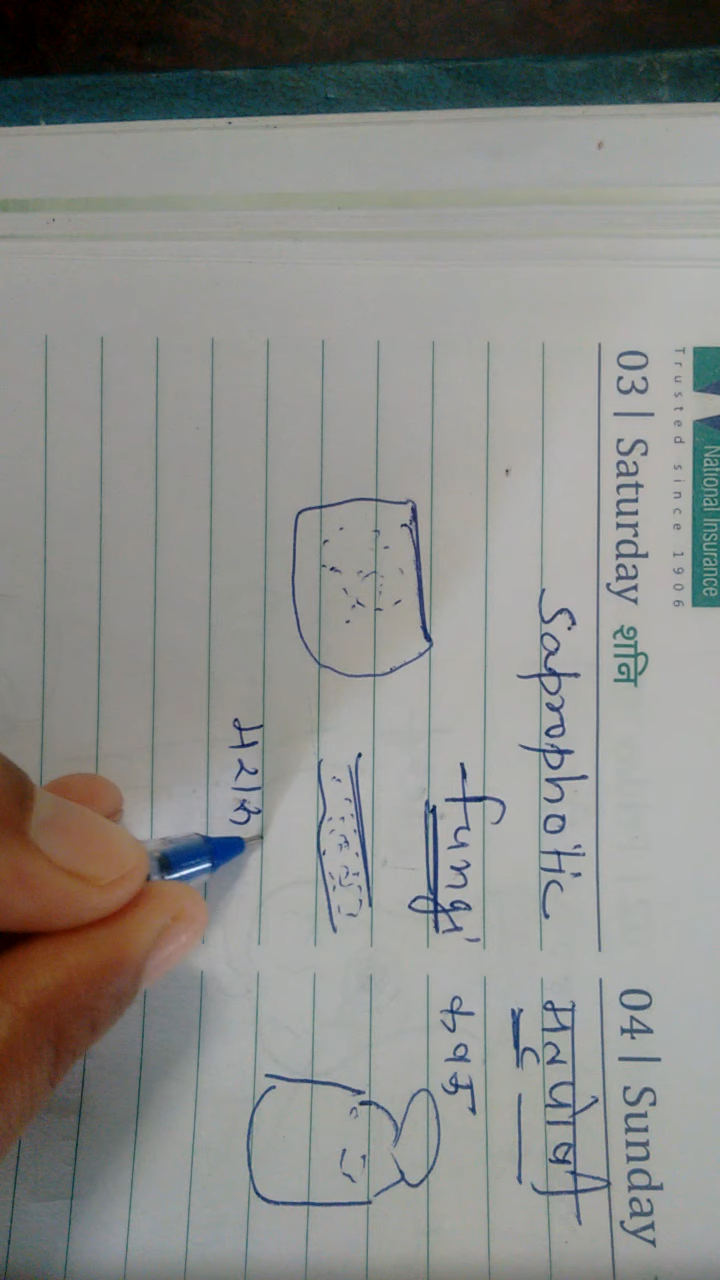 National Insurance
Trusted since 1906
03 | Saturday शनि
04 | Sunday
Saprophotic
मृतपोषी
fungi
कवक
मशरू